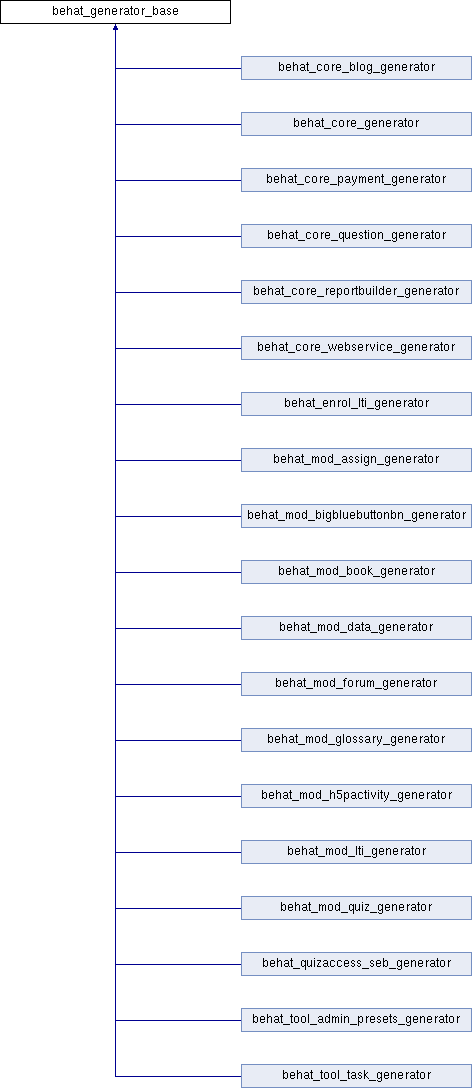 behat_generator_base
behat_core_blog_generator
behat_core_generator
behat_core_payment_generator
behat_core_question_generator
behat_core_reportbuilder_generator
behat_core_webservice_generator
behat_enrol_lti_generator
behat_mod_assign_generator
behat_mod_bigbluebuttonbn_generator
behat_mod_book_generator
behat_mod_data_generator
behat_mod_forum_generator
behat_mod_glossary_generator
behat_mod_h5pactivity_generator
behat_mod_lti_generator
behat_mod_quiz_generator
behat_quizaccess_seb_generator
behat_tool_admin_presets_generator
behat_tool_task_generator